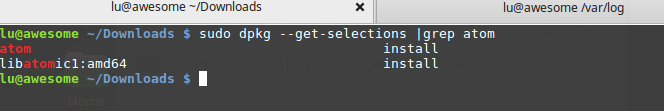 lu@awesome ~/Downloads
lu@awesome /var/log
lu@awesome ~/Downloads $ sudo dpkg --get-selections |grep atom
atom install
libatomic1:amd64 install
lu@awesome ~/Downloads $
Home